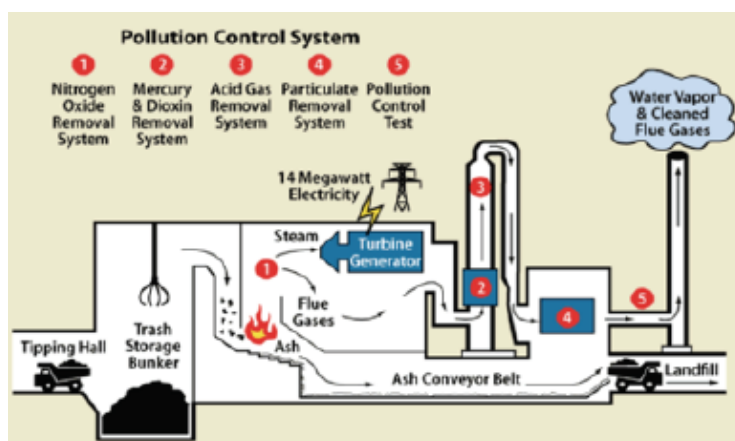 Pollution Control System
1
Nitrogen
Oxide
Removal
System
2
Mercury
& Dioxin
Removal
System
3
Acid Gas
Removal
System
4
Particulate
Removal
System
5
Pollution
Control
Test
Water Vapor
& Cleaned
Flue Gases
14 Megawatt
Electricity
3
Steam
Turbine
Generator
1
2
Flue
Gases
5
4
Tipping Hall
Trash
Storage
Bunker
Ash
Ash Conveyor Belt
Landfill